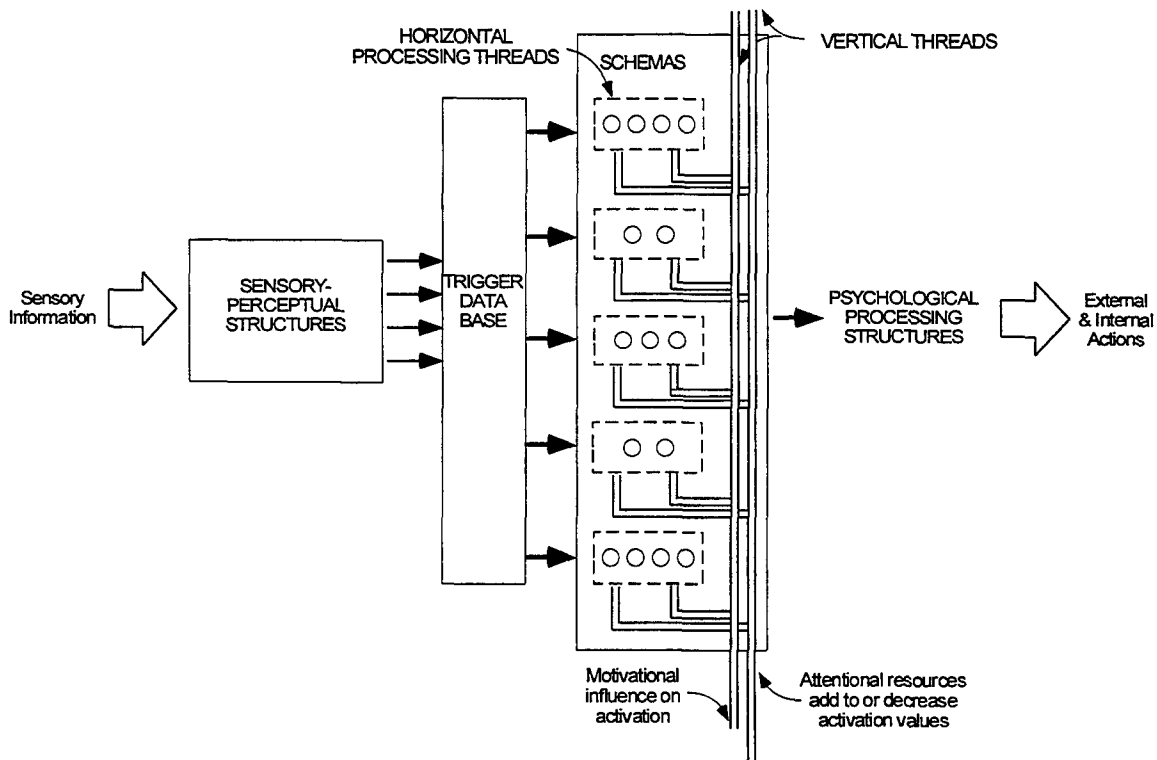 HORIZONTAL
PROCESSING THREADS
VERTICAL THREADS
SCHEMAS
Sensory
Information
SENSORY-
PERCEPTUAL
STRUCTURES
TRIGGER
DATA
BASE
PSYCHOLOGICAL
PROCESSING
STRUCTURES
External
& Internal
Actions
Motivational
influence on
activation
Attentional resources
add to or decrease
activation values